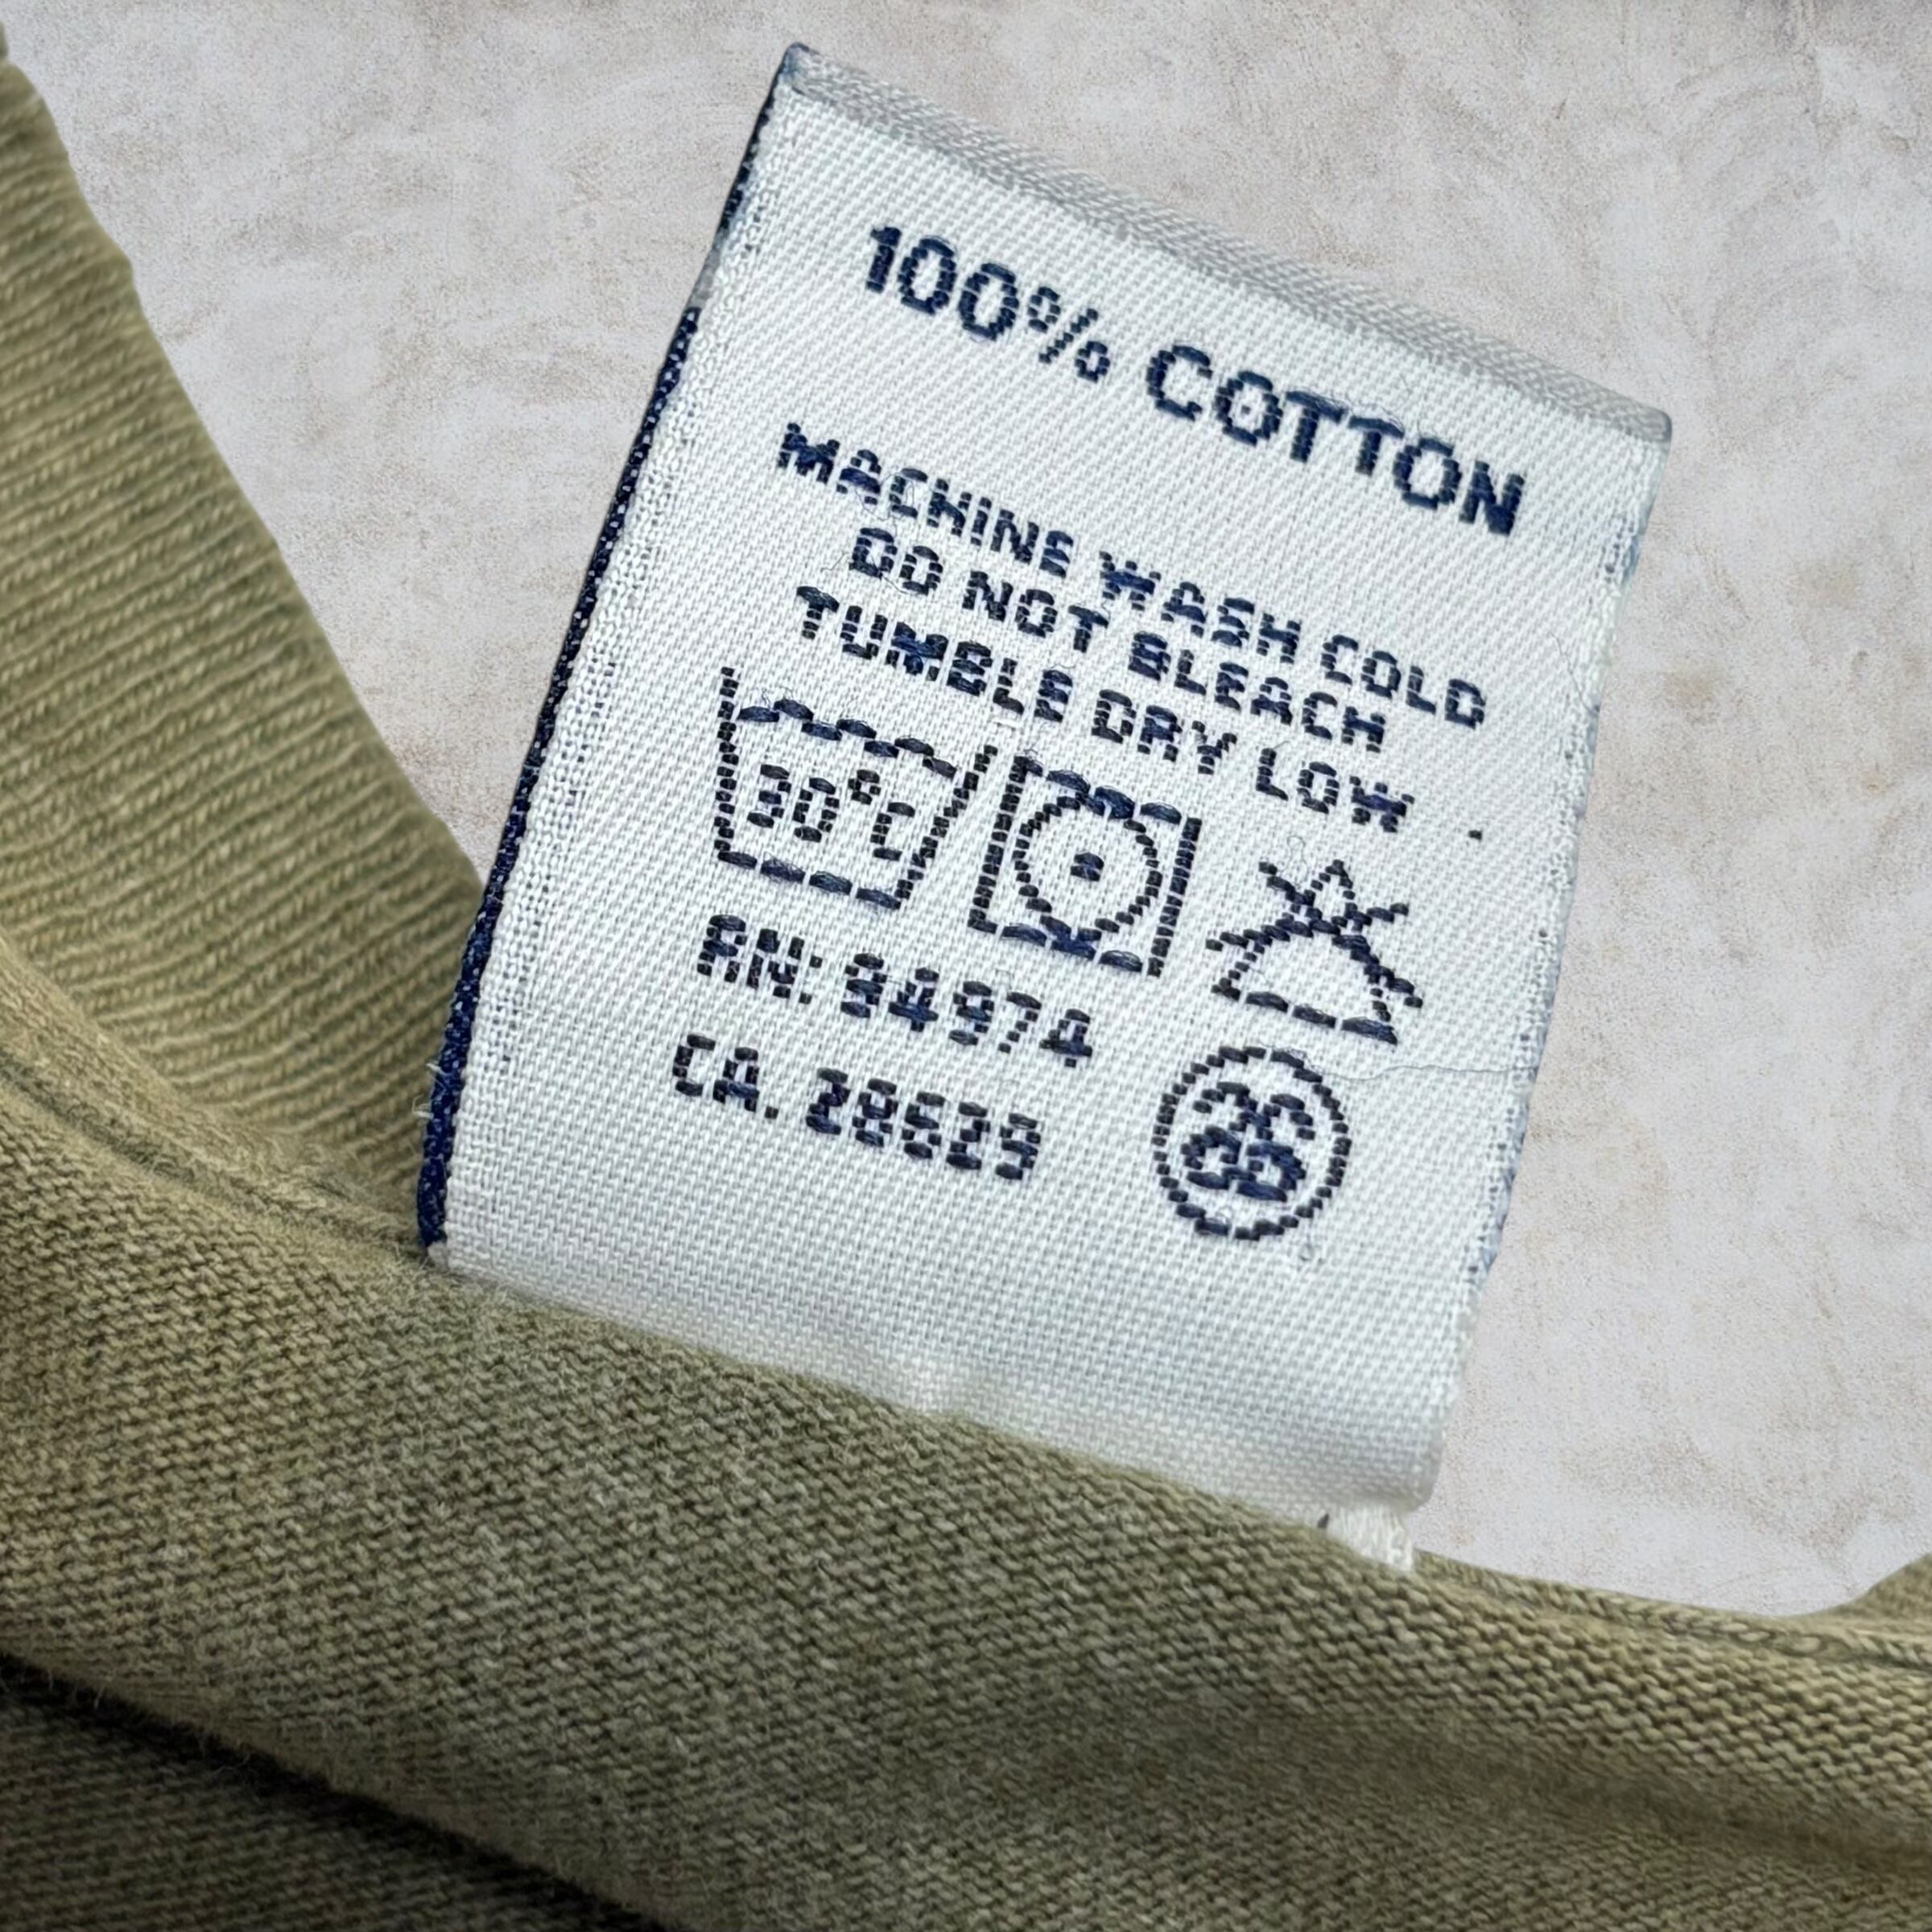 100% COTTON
MACHINE WASH COLD
DO NOT BLEACH
TUMBLE DRY LOW
30°C
RN: 94974
CA. 28629